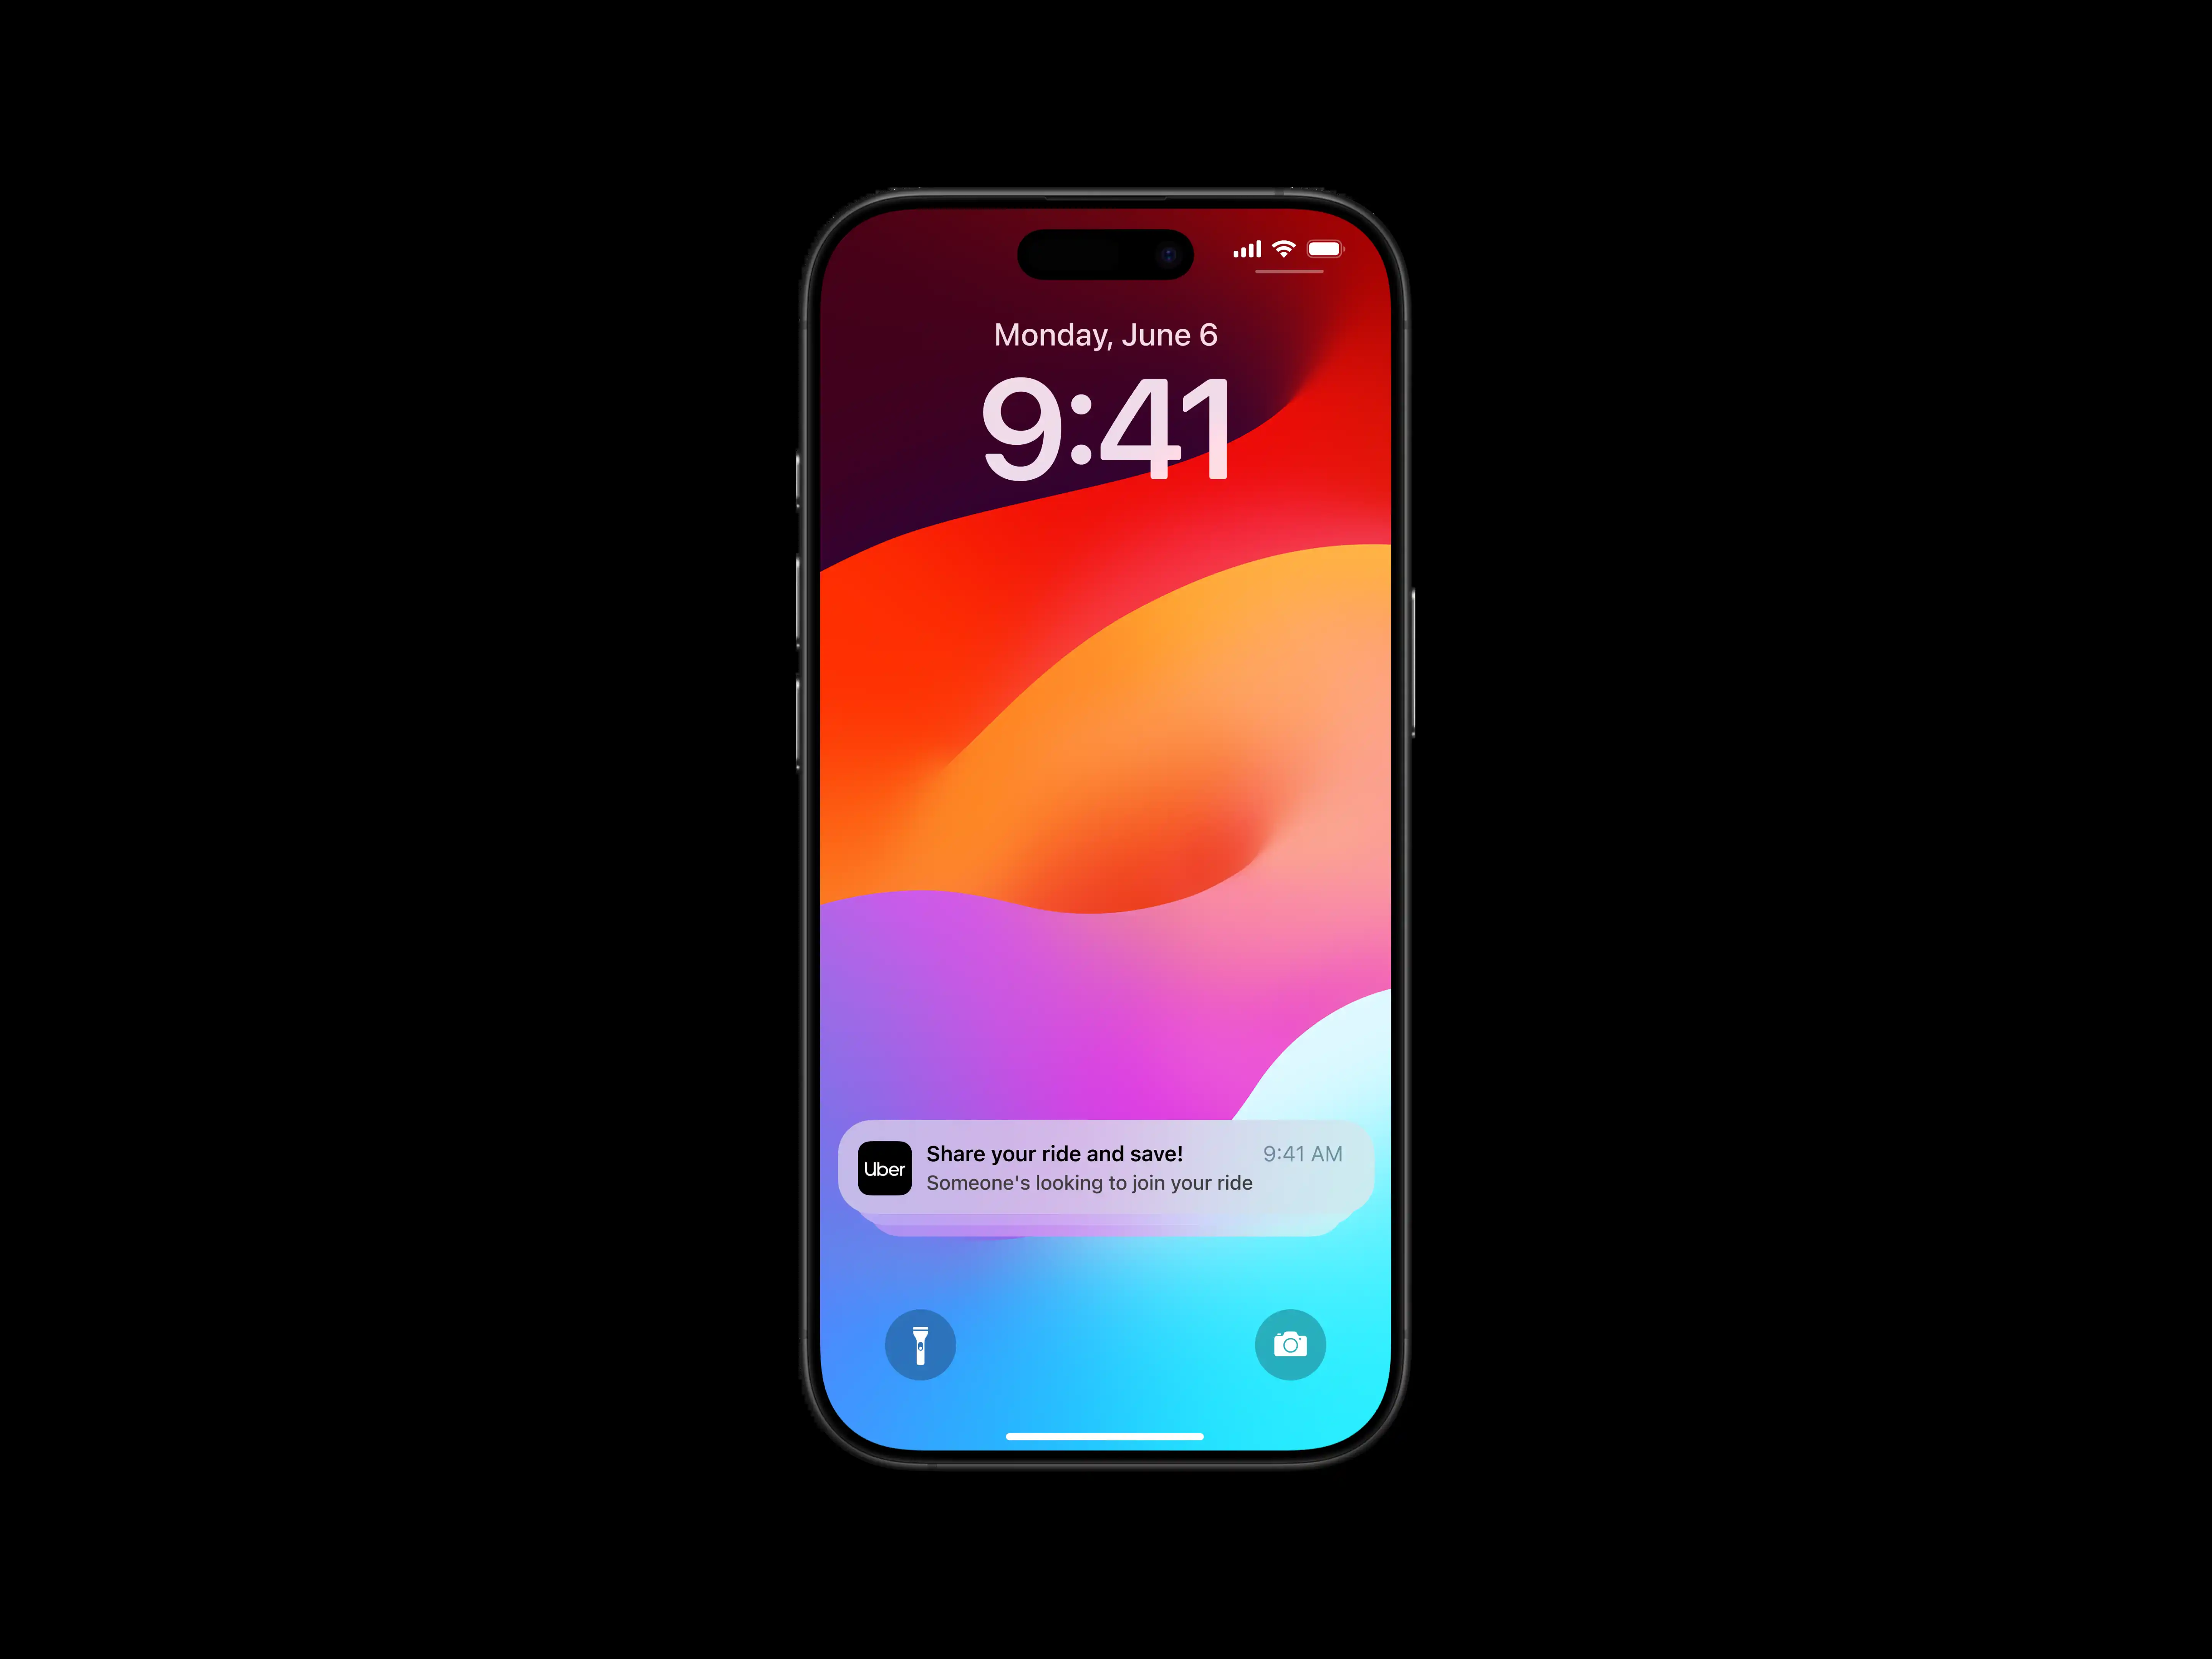 Monday, June 6
9:41
Uber
Share your ride and save!
9:41 AM
Someone's looking to join your ride